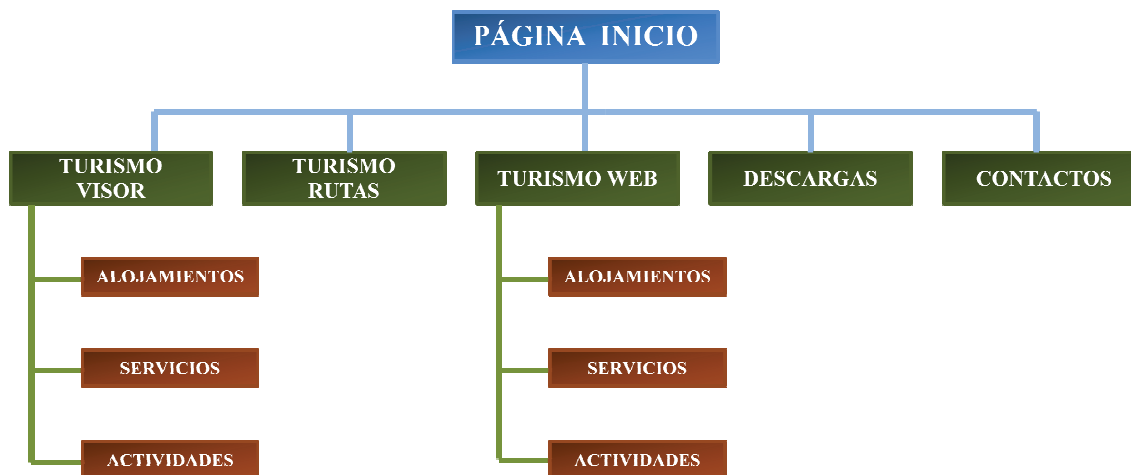 PÁGINA INICIO
TURISMO
VISOR
TURISMO
RUTAS
TURISMO WEB
DESCARGAS
CONTACTOS
ALOJAMIENTOS
SERVICIOS
ACTIVIDADES
ALOJAMIENTOS
SERVICIOS
ACTIVIDADES